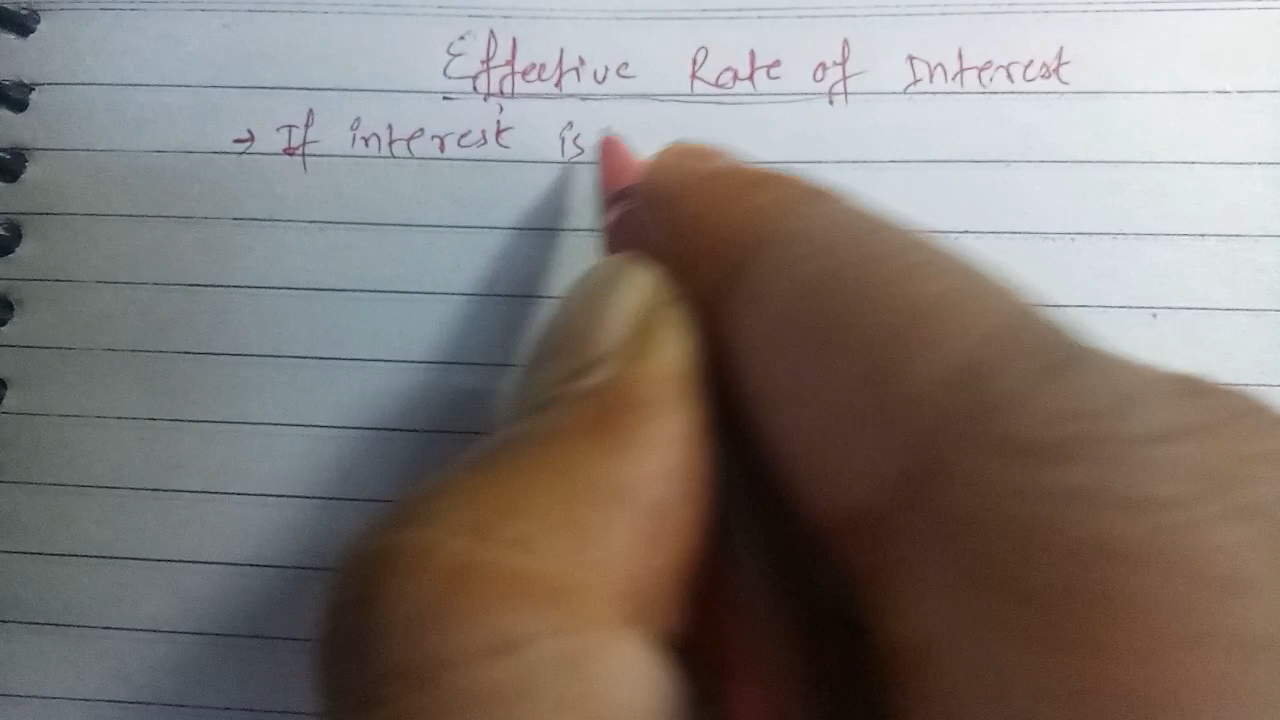 Effective Rate of Interest
→ If interest is